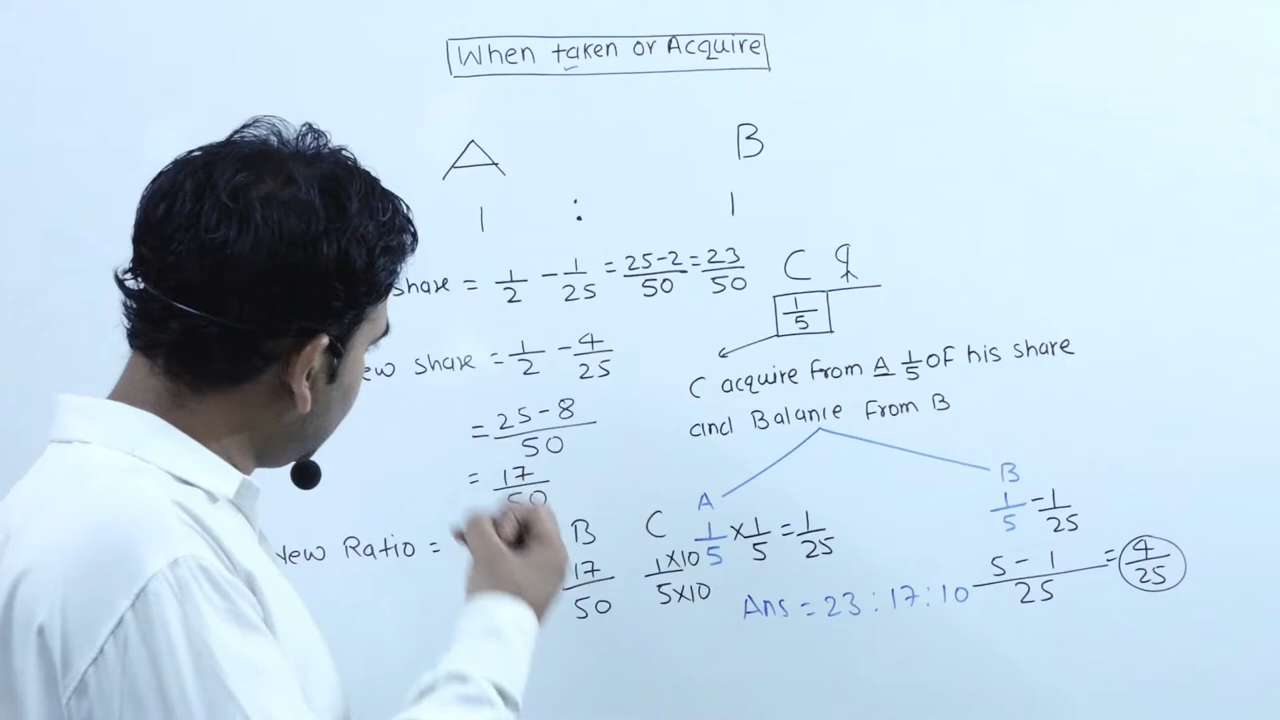 When taken or Acquire
A B
1 : 1
share = 1/2 - 1/25 = 25-2/50 = 23/50
C
1/5
ew share = 1/2 - 4/25
= 25-8/50
= 17/50
C acquire from A 1/5 of his share
and Balance from B
A
1/5 × 1/5 = 1/25
B
1/5 - 1/25
5-1/25 = 4/25
New Ratio =
B C
17/50 1×10/5×10
Ans = 23:17:10